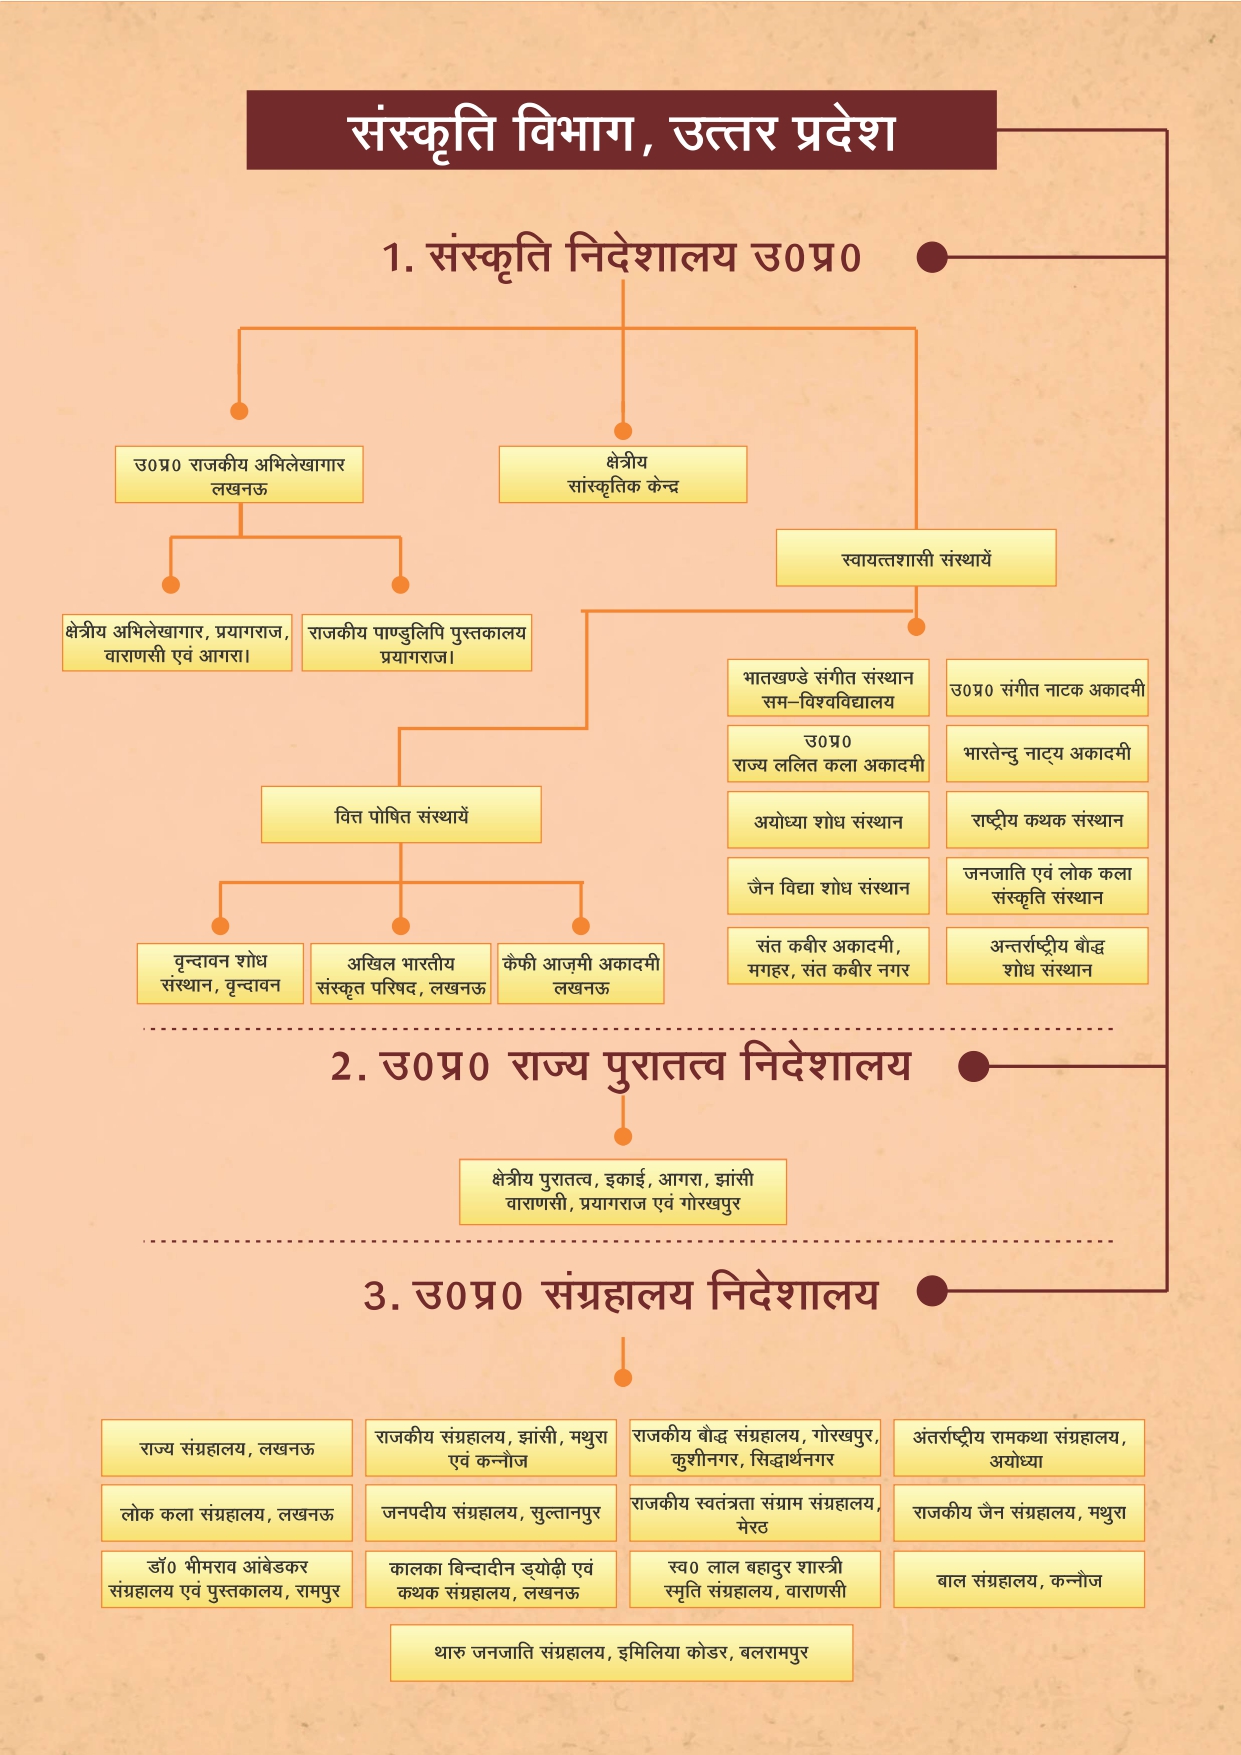 संस्कृति विभाग, उत्तर प्रदेश
1. संस्कृति निदेशालय उ0प्र0
उ0प्र0 राजकीय अभिलेखागार
लखनऊ
क्षेत्रीय
सांस्कृतिक केन्द्र
स्वायत्तशासी संस्थायें
क्षेत्रीय अभिलेखागार, प्रयागराज,
वाराणसी एवं आगरा।
राजकीय पाण्डुलिपि पुस्तकालय
प्रयागराज।
भातखण्डे संगीत संस्थान
सम–विश्वविद्यालय
उ0प्र0 संगीत नाटक अकादमी
उ0प्र0
राज्य ललित कला अकादमी
भारतेन्दु नाट्य अकादमी
अयोध्या शोध संस्थान
राष्ट्रीय कथक संस्थान
जैन विद्या शोध संस्थान
जनजाति एवं लोक कला
संस्कृति संस्थान
संत कबीर अकादमी,
मगहर, संत कबीर नगर
अन्तर्राष्ट्रीय बौद्ध
शोध संस्थान
वित्त पोषित संस्थायें
वृन्दावन शोध
संस्थान, वृन्दावन
अखिल भारतीय
संस्कृत परिषद, लखनऊ
कैफी आज़मी अकादमी
लखनऊ
2. उ0प्र0 राज्य पुरातत्व निदेशालय
क्षेत्रीय पुरातत्व, इकाई, आगरा, झांसी
वाराणसी, प्रयागराज एवं गोरखपुर
3. उ0प्र0 संग्रहालय निदेशालय
राज्य संग्रहालय, लखनऊ
राजकीय संग्रहालय, झांसी, मथुरा
एवं कन्नौज
राजकीय बौद्ध संग्रहालय, गोरखपुर,
कुशीनगर, सिद्धार्थनगर
अंतर्राष्ट्रीय रामकथा संग्रहालय,
अयोध्या
लोक कला संग्रहालय, लखनऊ
जनपदीय संग्रहालय, सुल्तानपुर
राजकीय स्वतंत्रता संग्राम संग्रहालय,
मेरठ
राजकीय जैन संग्रहालय, मथुरा
डॉ0 भीमराव आंबेडकर
संग्रहालय एवं पुस्तकालय, रामपुर
कालका बिन्दादीन ड्योढ़ी एवं
कथक संग्रहालय, लखनऊ
स्व0 लाल बहादुर शास्त्री
स्मृति संग्रहालय, वाराणसी
बाल संग्रहालय, कन्नौज
थारु जनजाति संग्रहालय, इमिलिया कोडर, बलरामपुर